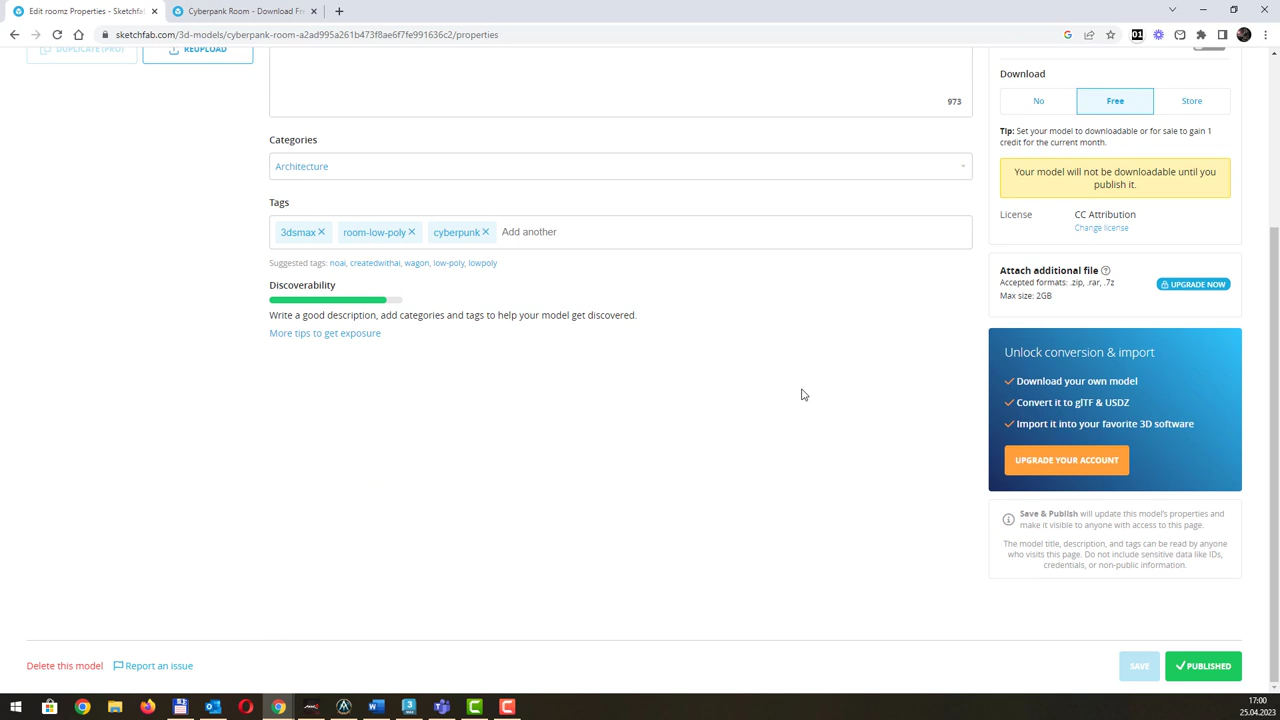 Edit roomz Properties - Sketchfab
Cyberpank Room - Download Fre
sketchfab.com/3d-models/cyberpank-room-a2ad995a261b473f8ae6f7fe991636c2/properties
DUPLICATE (PRO)
REUPLOAD
973
Categories
Architecture
Tags
3dsmax
room-low-poly
cyberpunk
Add another
Suggested tags: noai, createdwithai, wagon, low-poly, lowpoly
Discoverability
Write a good description, add categories and tags to help your model get discovered.
More tips to get exposure
Download
No
Free
Store
Tip: Set your model to downloadable or for sale to gain 1
credit for the current month.
Your model will not be downloadable until you
publish it.
License
CC Attribution
Change license
Attach additional file
Accepted formats: .zip, .rar, .7z
Max size: 2GB
UPGRADE NOW
Unlock conversion & import
Download your own model
Convert it to glTF & USDZ
Import it into your favorite 3D software
UPGRADE YOUR ACCOUNT
Save & Publish will update this model's properties and
make it visible to anyone with access to this page.
The model title, description, and tags can be read by anyone
who visits this page. Do not include sensitive data like IDs,
credentials, or non-public information.
Delete this model
Report an issue
SAVE
PUBLISHED
17:00
25.04.2023